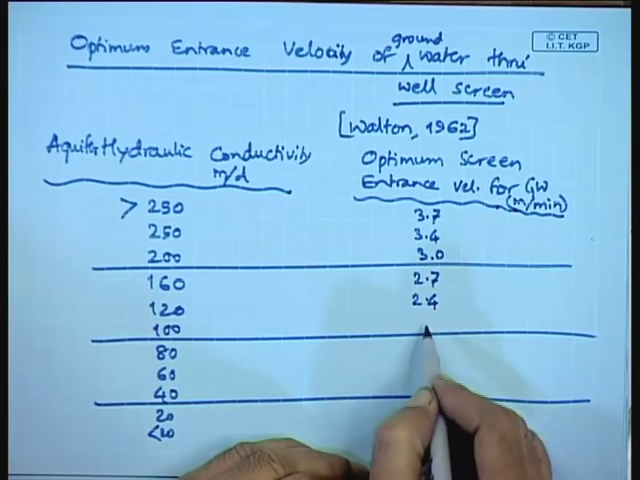 © CET
I.I.T. KGP
Optimum Entrance Velocity of ground water thru'
well screen
[Walton, 1962]
Aquifer Hydraulic Conductivity
m/d
Optimum Screen
Entrance vel. for GW
(m/min)
> 250 3.7
250 3.4
200 3.0
160 2.7
120 2.4
100
80
60
40
20
<20